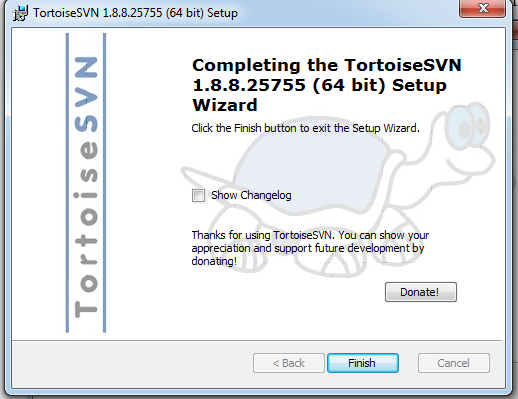 TortoiseSVN 1.8.8.25755 (64 bit) Setup
TortoiseSVN
Completing the TortoiseSVN
1.8.8.25755 (64 bit) Setup
Wizard
Click the Finish button to exit the Setup Wizard.
Show Changelog
Thanks for using TortoiseSVN. You can show your
appreciation and support future development by
donating!
Donate!
< Back
Finish
Cancel